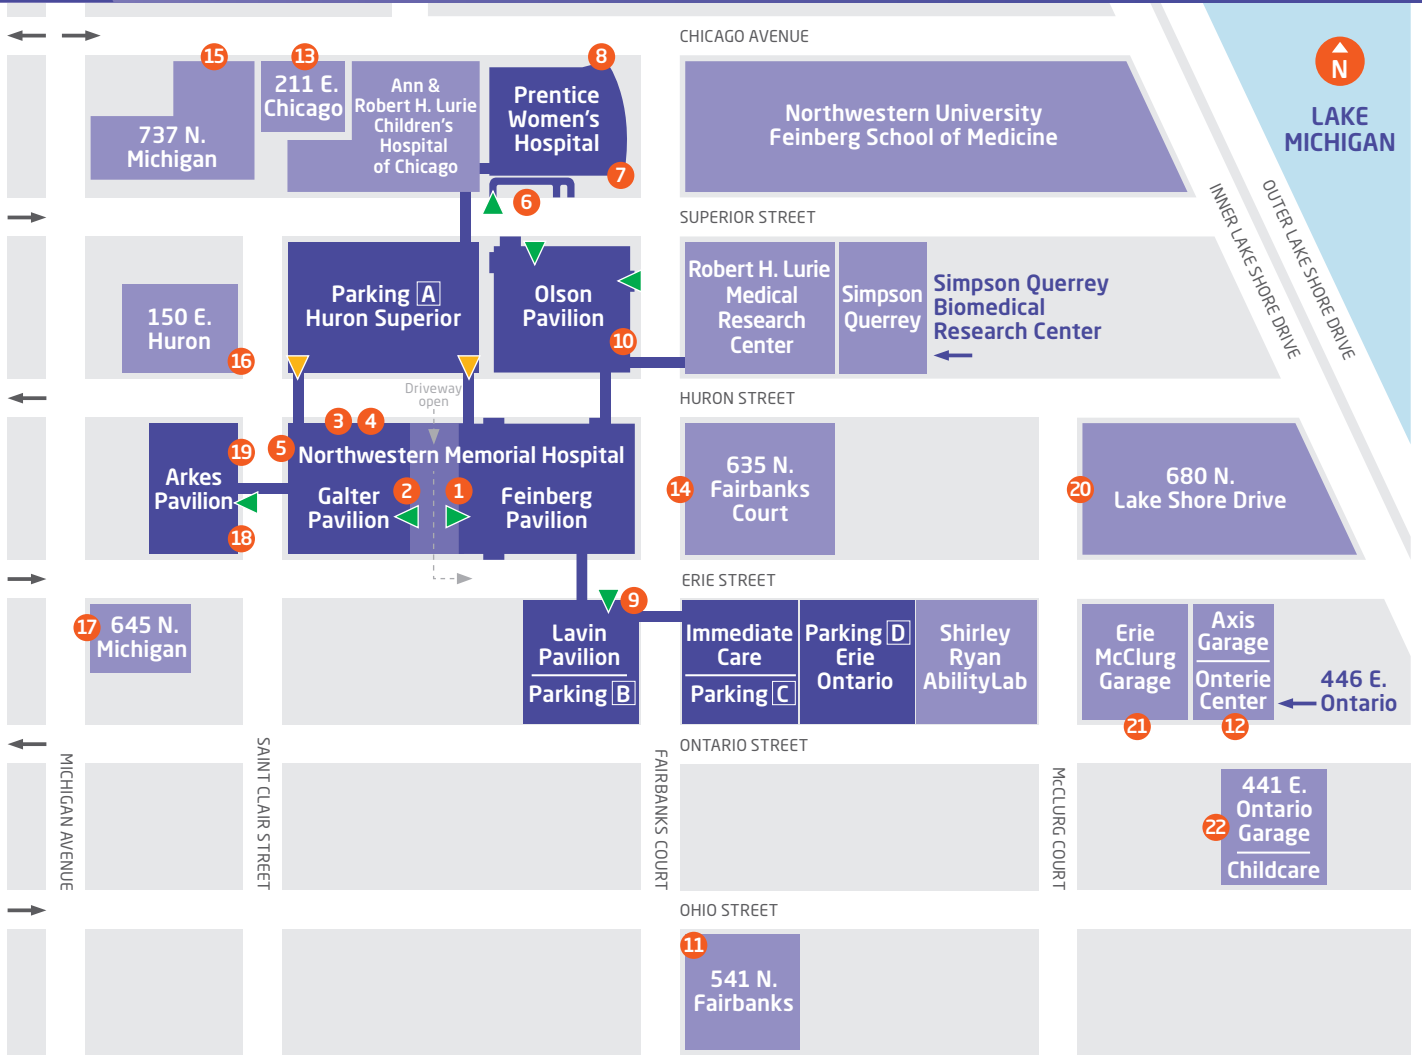 CHICAGO AVENUE
N
LAKE
MICHIGAN
15
13
8
211 E.
Chicago
737 N.
Michigan
Ann &
Robert H. Lurie
Children's
Hospital
of Chicago
Prentice
Women's
Hospital
7
6
Northwestern University
Feinberg School of Medicine
SUPERIOR STREET
INNER LAKE SHORE DRIVE
OUTER LAKE SHORE DRIVE
150 E.
Huron
16
Parking A
Huron Superior
Olson
Pavilion
10
Robert H. Lurie
Medical
Research
Center
Simpson
Querrey
Simpson Querrey
Biomedical
Research Center
Driveway
open
HURON STREET
3
4
5
19
Arkes
Pavilion
18
Northwestern Memorial Hospital
Galter
Pavilion
2
1
Feinberg
Pavilion
14
635 N.
Fairbanks
Court
20
680 N.
Lake Shore Drive
ERIE STREET
17
645 N.
Michigan
9
Lavin
Pavilion
Parking B
Immediate
Care
Parking C
Parking D
Erie
Ontario
Shirley
Ryan
AbilityLab
Erie
McClurg
Garage
21
Axis
Garage
Onterie
Center
12
446 E.
Ontario
ONTARIO STREET
MICHIGAN AVENUE
SAINT CLAIR STREET
FAIRBANKS COURT
McCLURG COURT
22
441 E.
Ontario
Garage
Childcare
OHIO STREET
11
541 N.
Fairbanks